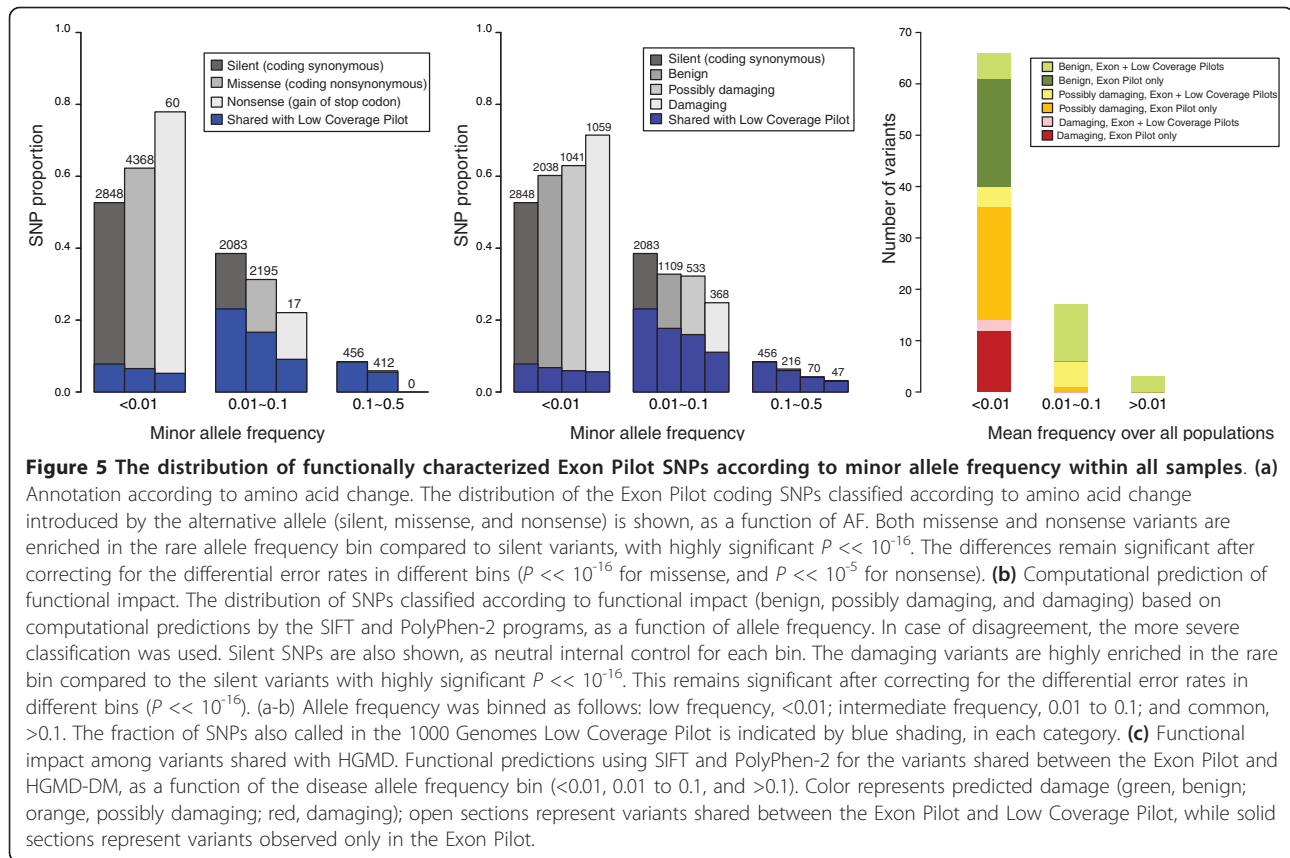 1.0
0.8
0.6
0.4
0.2
0.0
SNP proportion
Silent (coding synonymous)
Missense (coding nonsynonymous)
Nonsense (gain of stop codon)
Shared with Low Coverage Pilot
2848
4368
60
2083
2195
17
456
412
0
<0.01
0.01~0.1
0.1~0.5
Minor allele frequency
1.0
0.8
0.6
0.4
0.2
0.0
SNP proportion
Silent (coding synonymous)
Benign
Possibly damaging
Damaging
Shared with Low Coverage Pilot
2848
2038
1041
1059
2083
1109
533
368
456
216
70
47
<0.01
0.01~0.1
0.1~0.5
Minor allele frequency
70
60
50
40
30
20
10
0
Number of variants
Benign, Exon + Low Coverage Pilots
Benign, Exon Pilot only
Possibly damaging, Exon + Low Coverage Pilots
Possibly damaging, Exon Pilot only
Damaging, Exon + Low Coverage Pilots
Damaging, Exon Pilot only
<0.01
0.01~0.1
>0.01
Mean frequency over all populations
Figure 5 The distribution of functionally characterized Exon Pilot SNPs according to minor allele frequency within all samples. (a)
Annotation according to amino acid change. The distribution of the Exon Pilot coding SNPs classified according to amino acid change
introduced by the alternative allele (silent, missense, and nonsense) is shown, as a function of AF. Both missense and nonsense variants are
enriched in the rare allele frequency bin compared to silent variants, with highly significant P << 10-16. The differences remain significant after
correcting for the differential error rates in different bins (P << 10-16 for missense, and P << 10-5 for nonsense). (b) Computational prediction of
functional impact. The distribution of SNPs classified according to functional impact (benign, possibly damaging, and damaging) based on
computational predictions by the SIFT and PolyPhen-2 programs, as a function of allele frequency. In case of disagreement, the more severe
classification was used. Silent SNPs are also shown, as neutral internal control for each bin. The damaging variants are highly enriched in the rare
bin compared to the silent variants with highly significant P << 10-16. This remains significant after correcting for the differential error rates in
different bins (P << 10-16). (a-b) Allele frequency was binned as follows: low frequency, <0.01; intermediate frequency, 0.01 to 0.1; and common,
>0.1. The fraction of SNPs also called in the 1000 Genomes Low Coverage Pilot is indicated by blue shading, in each category. (c) Functional
impact among variants shared with HGMD. Functional predictions using SIFT and PolyPhen-2 for the variants shared between the Exon Pilot and
HGMD-DM, as a function of the disease allele frequency bin (<0.01, 0.01 to 0.1, and >0.1). Color represents predicted damage (green, benign;
orange, possibly damaging; red, damaging); open sections represent variants shared between the Exon Pilot and Low Coverage Pilot, while solid
sections represent variants observed only in the Exon Pilot.